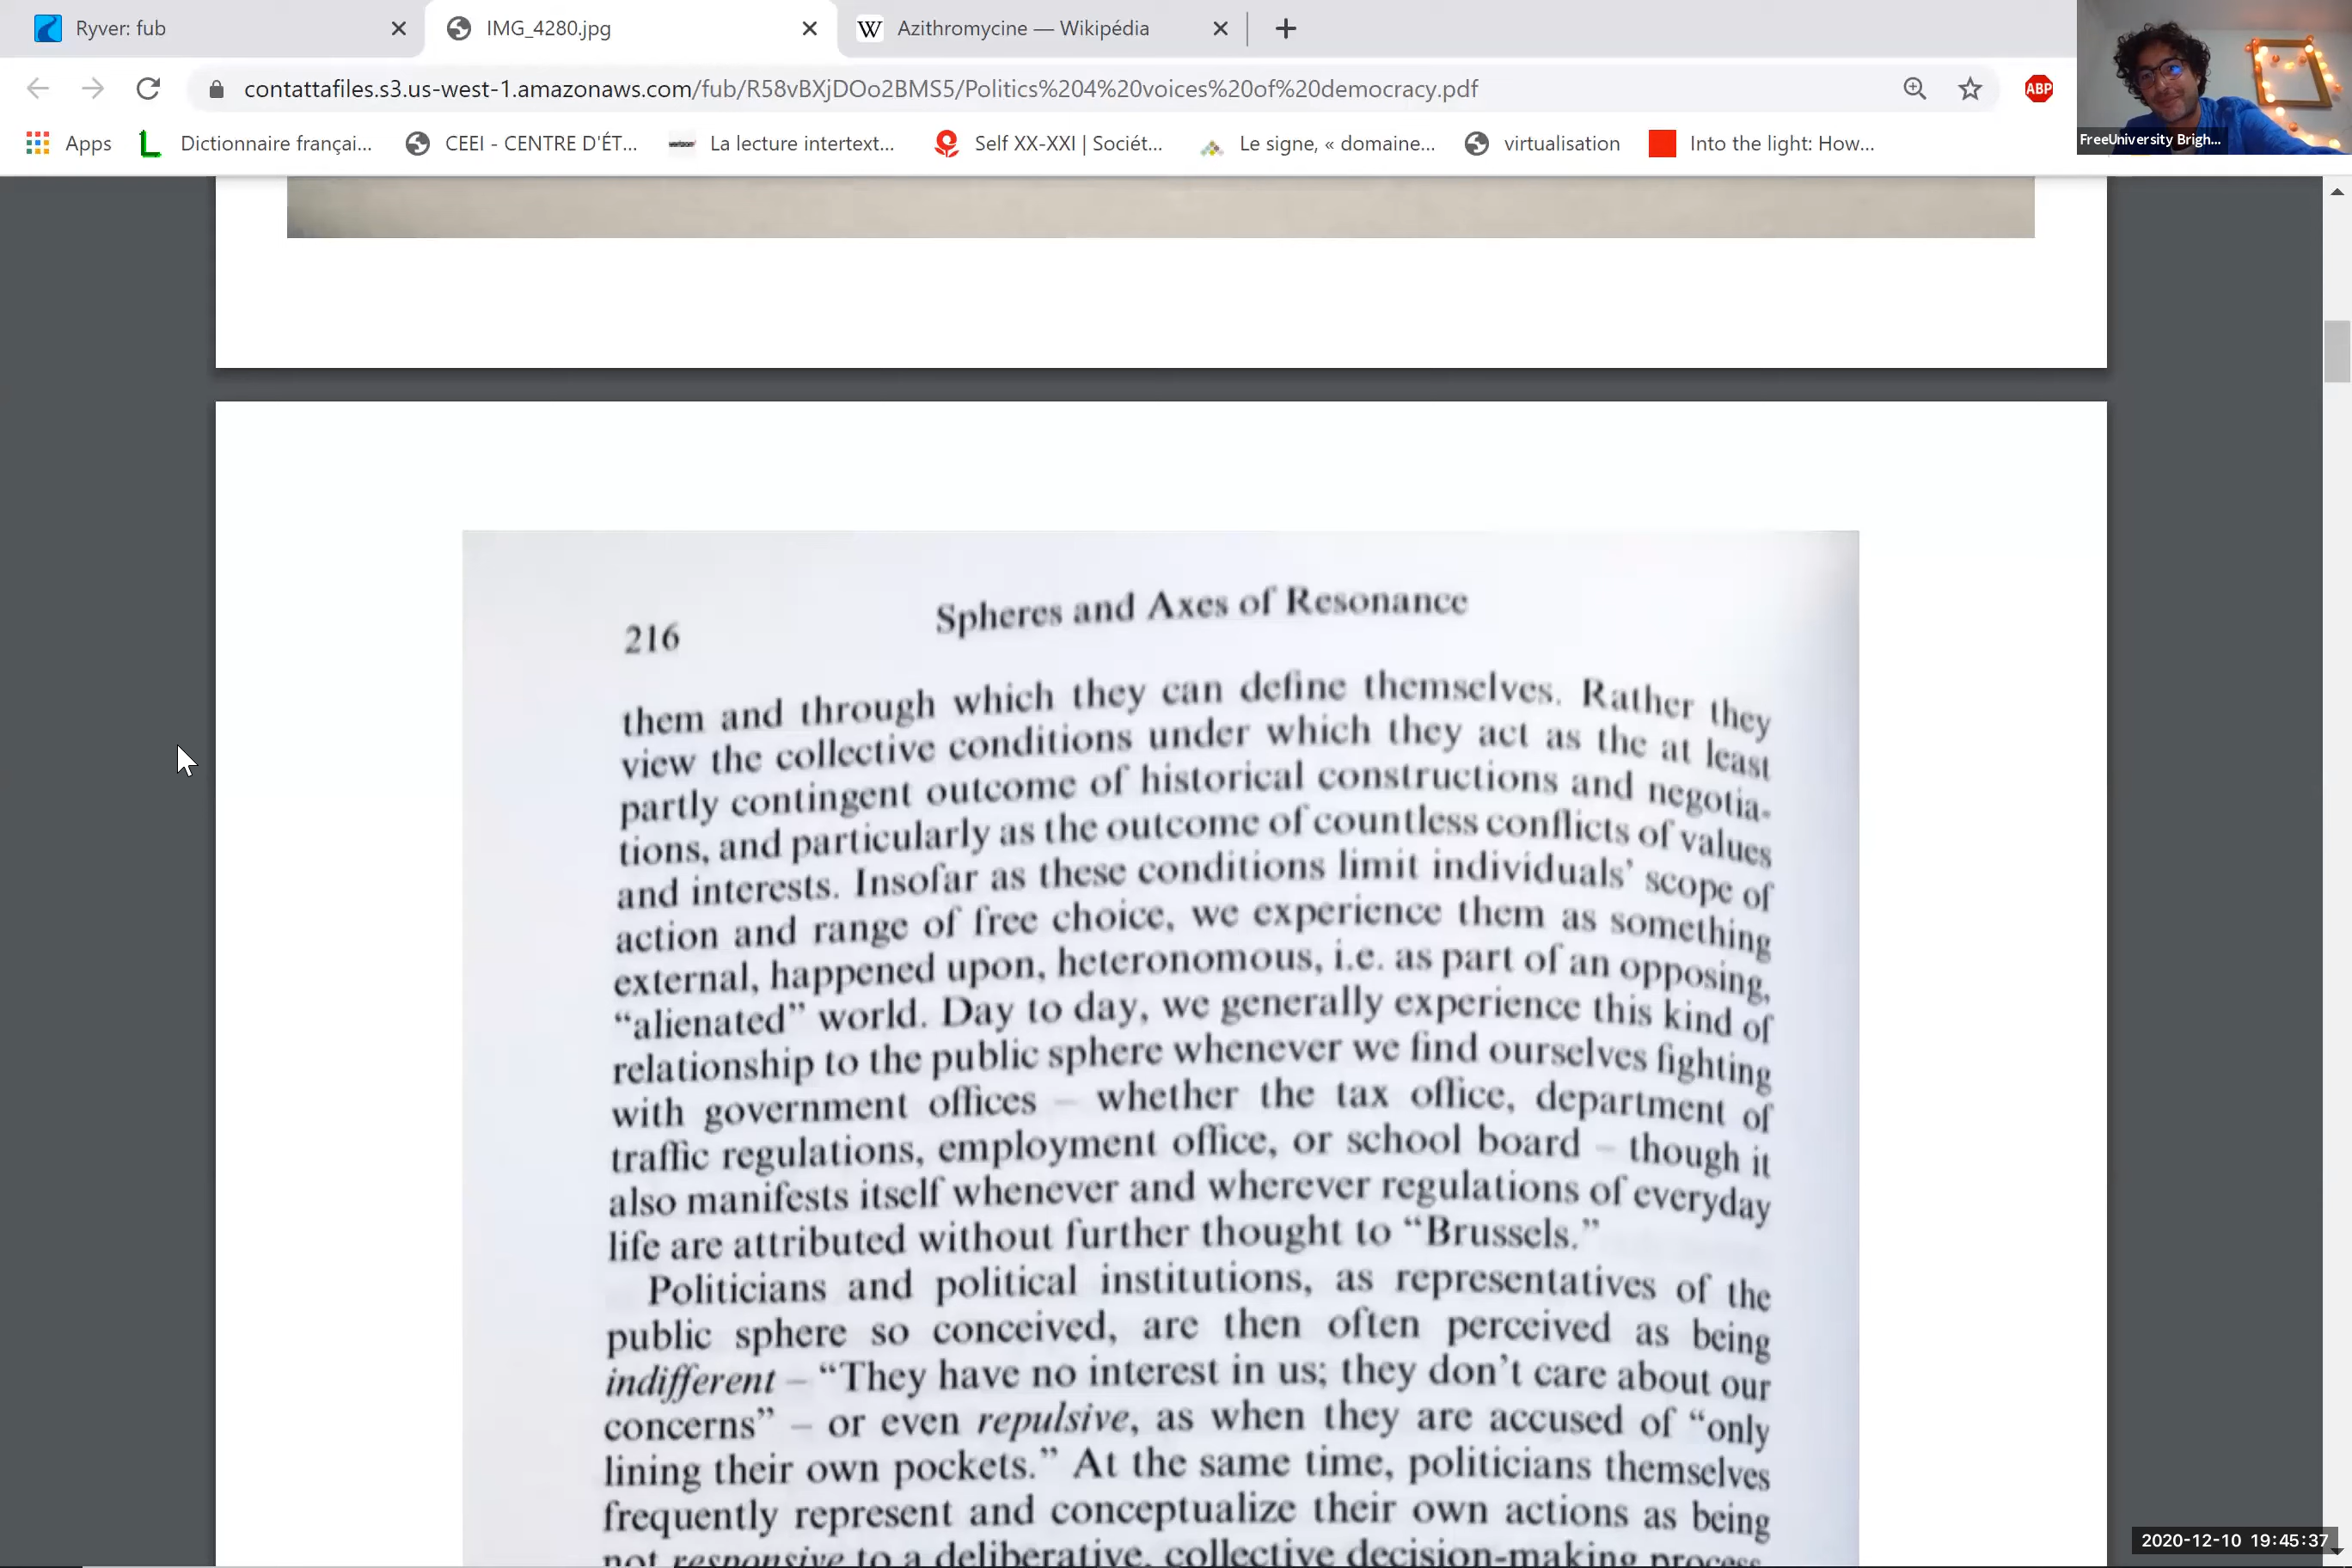 Ryver: fub
IMG_4280.jpg
Azithromycine — Wikipédia
contattafiles.s3.us-west-1.amazonaws.com/fub/R58vBXjDOo2BMS5/Politics%204%20voices%20of%20democracy.pdf
ABP
Apps
L
Dictionnaire françai...
CEEI - CENTRE D'ÉT...
La lecture intertext...
Self XX-XXI | Sociét...
Le signe, « domaine...
virtualisation
Into the light: How...
FreeUniversity Brigh...
216
Spheres and Axes of Resonance
them and through which they can define themselves. Rather they
view the collective conditions under which they act as the at least
partly contingent outcome of historical constructions and negotia-
tions, and particularly as the outcome of countless conflicts of values
and interests. Insofar as these conditions limit individuals' scope of
action and range of free choice, we experience them as something
external, happened upon, heteronomous, i.e. as part of an opposing,
"alienated" world. Day to day, we generally experience this kind of
relationship to the public sphere whenever we find ourselves fighting
with government offices – whether the tax office, department of
traffic regulations, employment office, or school board – though it
also manifests itself whenever and wherever regulations of everyday
life are attributed without further thought to "Brussels."
Politicians and political institutions, as representatives of the
public sphere so conceived, are then often perceived as being
indifferent – "They have no interest in us; they don't care about our
concerns" – or even repulsive, as when they are accused of "only
lining their own pockets." At the same time, politicians themselves
frequently represent and conceptualize their own actions as being
not responsive to a deliberative, collective decision-making process
2020-12-10 19:45:37